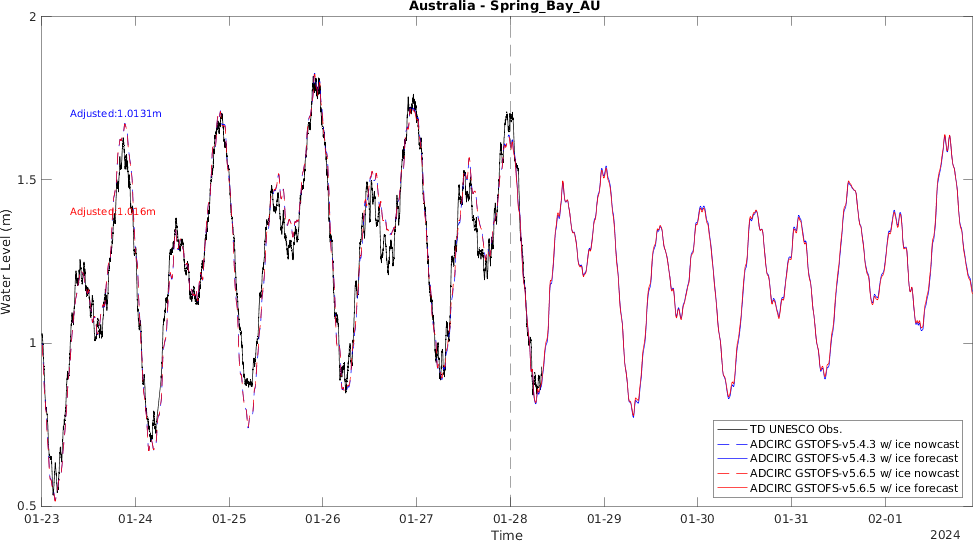 Australia - Spring_Bay_AU
2
1.5
1
0.5
Water Level (m)
Adjusted:1.0131m
Adjusted:1.016m
TD UNESCO Obs.
ADCIRC GSTOFS-v5.4.3 w/ ice nowcast
ADCIRC GSTOFS-v5.4.3 w/ ice forecast
ADCIRC GSTOFS-v5.6.5 w/ ice nowcast
ADCIRC GSTOFS-v5.6.5 w/ ice forecast
01-23 01-24 01-25 01-26 01-27 01-28 01-29 01-30 01-31 02-01
Time
2024